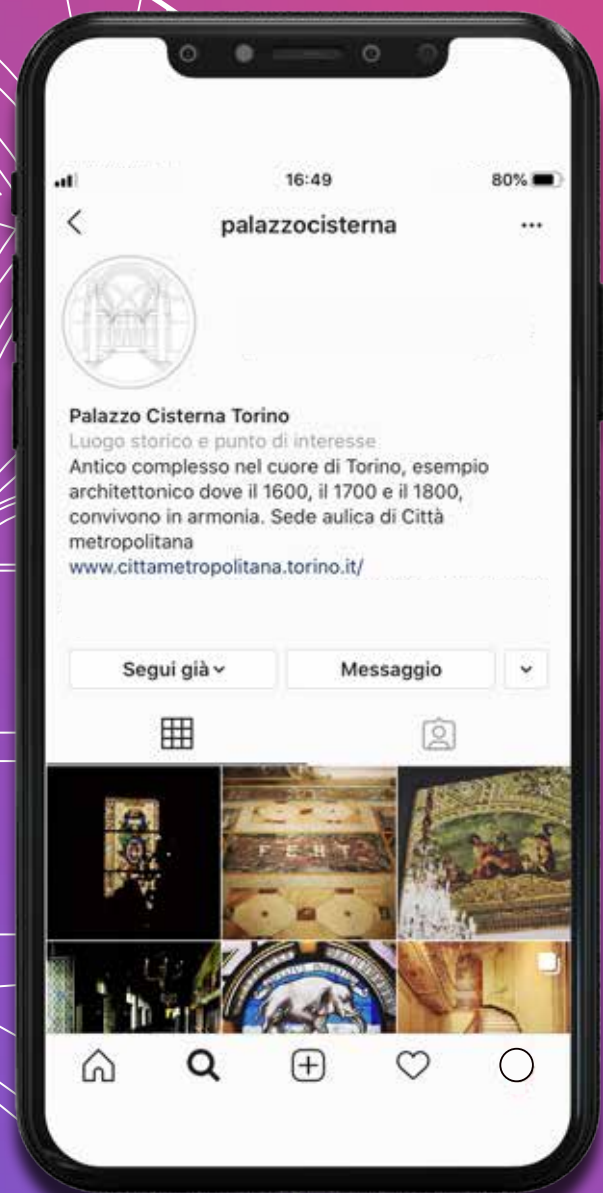 16:49
80%
palazzocisterna
Palazzo Cisterna Torino
Luogo storico e punto di interesse
Antico complesso nel cuore di Torino, esempio
architettonico dove il 1600, il 1700 e il 1800,
convivono in armonia. Sede aulica di Città
metropolitana
www.cittametropolitana.torino.it/
Segui già
Messaggio
FERT